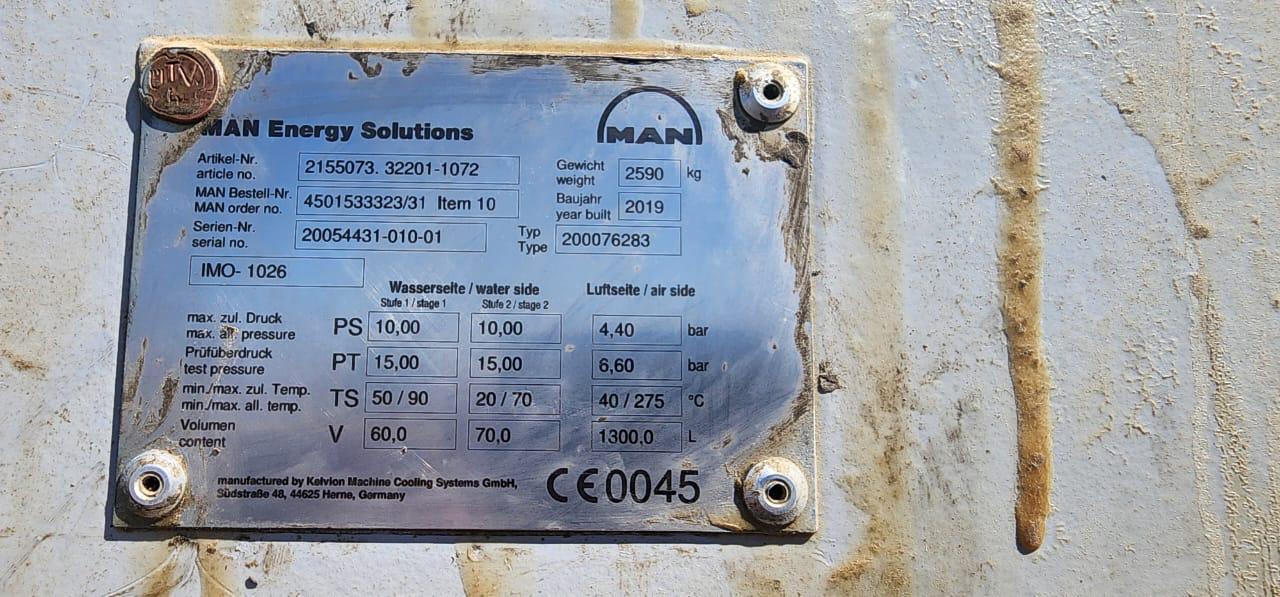 MAN Energy Solutions
MAN
Artikel-Nr.
article no.
2155073. 32201-1072
Gewicht
weight
2590 kg
MAN Bestell-Nr.
MAN order no.
4501533323/31 Item 10
Baujahr
year built
2019
Serien-Nr.
serial no.
20054431-010-01
Typ
Type
200076283
IMO- 1026
Wasserseite / water side
Luftseite / air side
Stufe 1 / stage 1
Stufe 2 / stage 2
max. zul. Druck
max. all. pressure
PS 10,00 10,00 4,40 bar
Prüfüberdruck
test pressure
PT 15,00 15,00 6,60 bar
min./max. zul. Temp.
min./max. all. temp.
TS 50 / 90 20 / 70 40 / 275 °C
Volumen
content
V 60,0 70,0 1300,0 L
manufactured by Kelvion Machine Cooling Systems GmbH,
Südstraße 48, 44625 Herne, Germany
CE0045